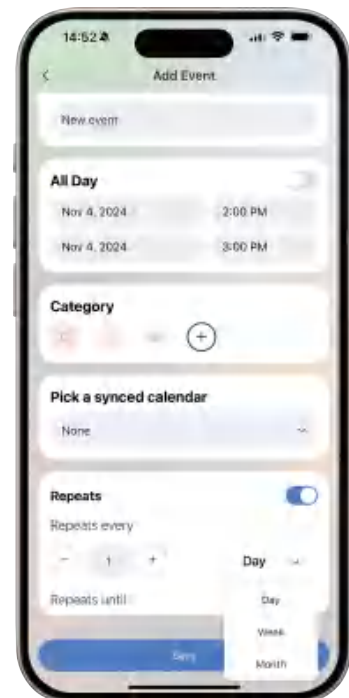 14:52
Add Event
New event
All Day
Nov 4, 2024 2:00 PM
Nov 4, 2024 3:00 PM
Category
+
Pick a synced calendar
None
Repeats
Repeats every
- 1 + Day
Repeats until
Day
Week
Save
Month